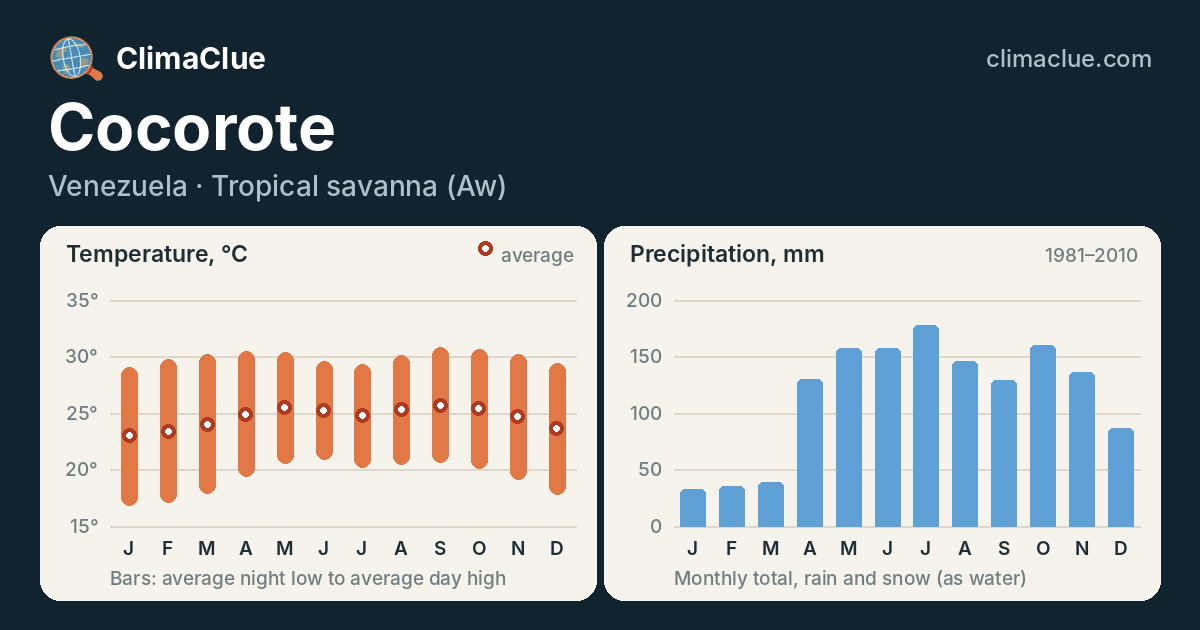 ClimaClue
climaclue.com
Cocorote
Venezuela · Tropical savanna (Aw)
Temperature, °C
average
35°
30°
25°
20°
15°
J F M A M J J A S O N D
Bars: average night low to average day high
Precipitation, mm
1981–2010
200
150
100
50
0
J F M A M J J A S O N D
Monthly total, rain and snow (as water)